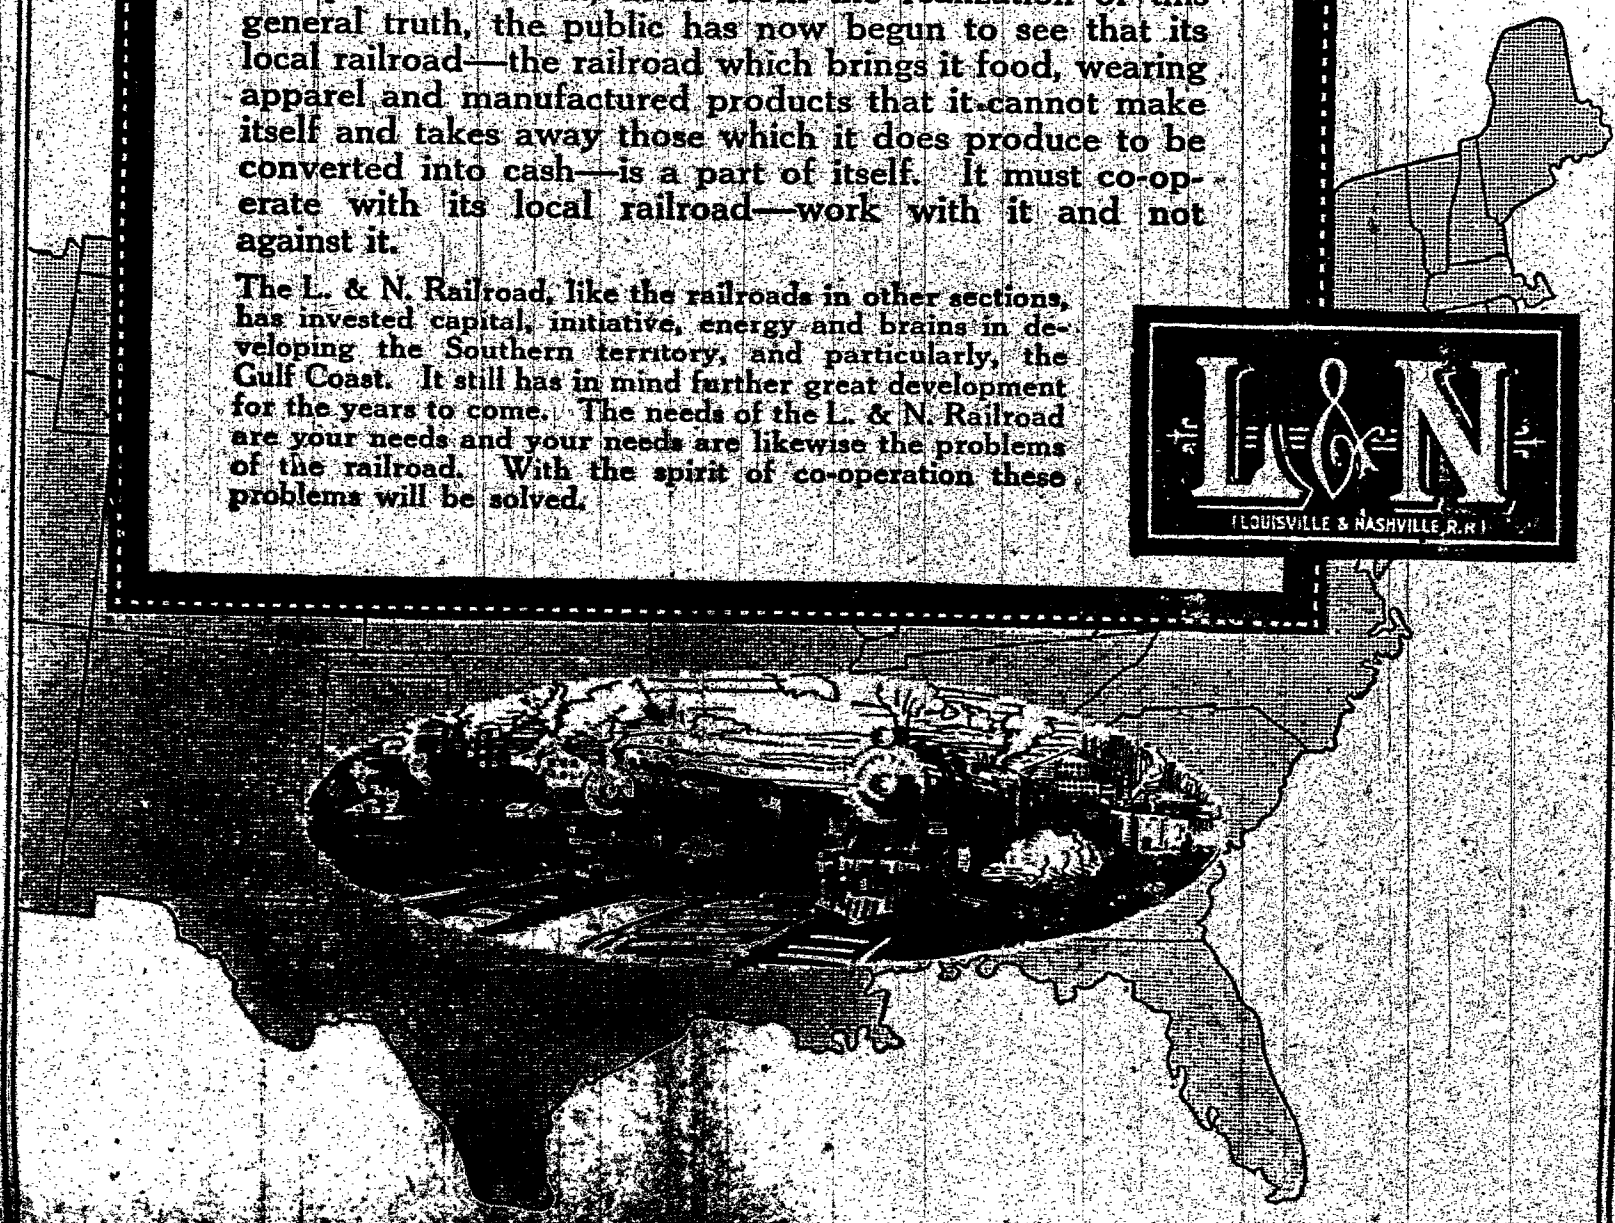 the realization of this
general truth, the public has now begun to see that its
local railroad—the railroad which brings it food, wearing
apparel and manufactured products that it cannot make
itself and takes away those which it does produce to be
converted into cash—is a part of itself. It must co-op-
erate with its local railroad—work with it and not
against it.
The L. & N. Railroad, like the railroads in other sections,
has invested capital, initiative, energy and brains in de-
veloping the Southern territory, and particularly, the
Gulf Coast. It still has in mind further great development
for the years to come. The needs of the L. & N. Railroad
are your needs and your needs are likewise the problems
of the railroad. With the spirit of co-operation these
problems will be solved.
L&N
(LOUISVILLE & NASHVILLE R.R.)